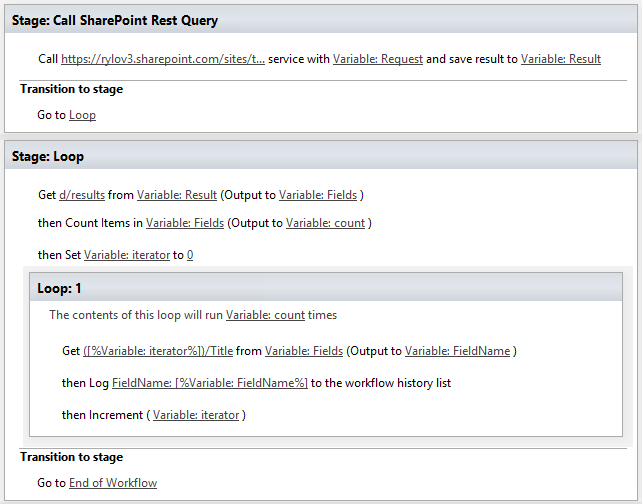 Stage: Call SharePoint Rest Query
Call https://rylov3.sharepoint.com/sites/t... service with Variable: Request and save result to Variable: Result
Transition to stage
Go to Loop
Stage: Loop
Get d/results from Variable: Result (Output to Variable: Fields )
then Count Items in Variable: Fields (Output to Variable: count )
then Set Variable: iterator to 0
Loop: 1
The contents of this loop will run Variable: count times
Get ([%Variable: iterator%])/Title from Variable: Fields (Output to Variable: FieldName )
then Log FieldName: [%Variable: FieldName%] to the workflow history list
then Increment ( Variable: iterator )
Transition to stage
Go to End of Workflow